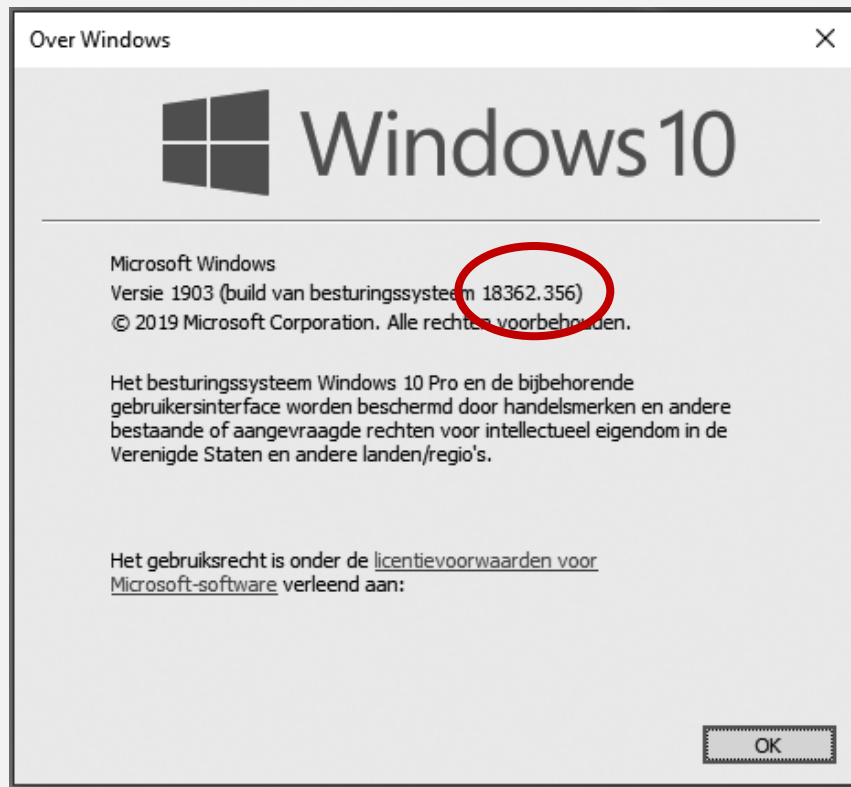 Over Windows
Windows 10
Microsoft Windows
Versie 1903 (build van besturingssysteem 18362.356)
© 2019 Microsoft Corporation. Alle rechten voorbehouden.
Het besturingssysteem Windows 10 Pro en de bijbehorende
gebruikersinterface worden beschermd door handelsmerken en andere
bestaande of aangevraagde rechten voor intellectueel eigendom in de
Verenigde Staten en andere landen/regio's.
Het gebruiksrecht is onder de licentievoorwaarden voor
Microsoft-software verleend aan:
OK